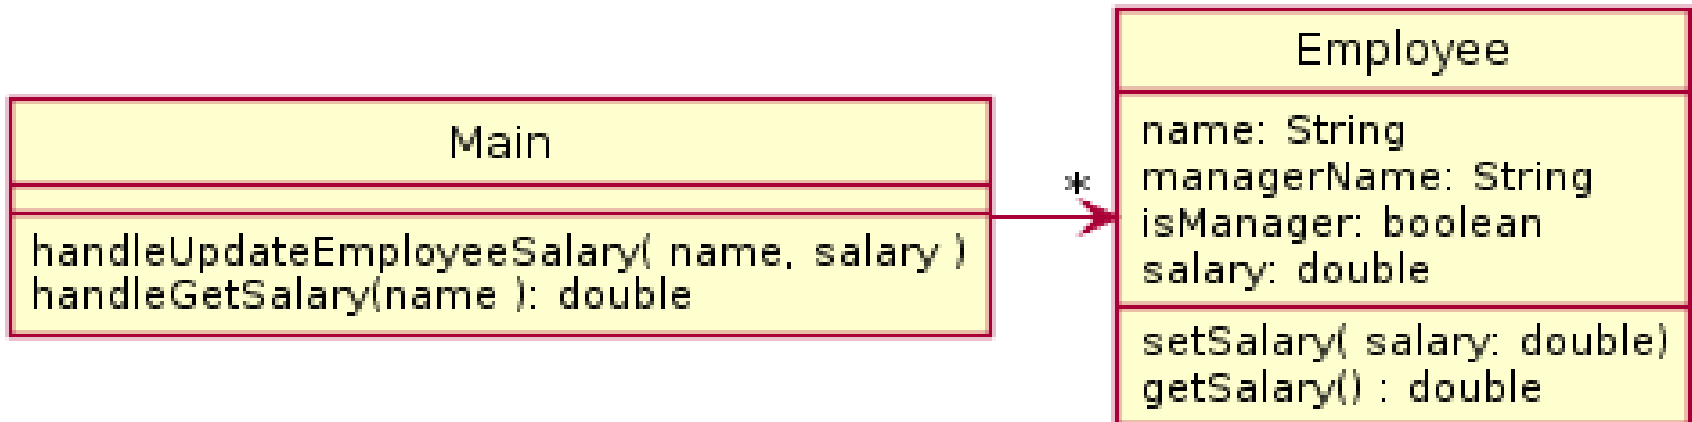 Main
handleUpdateEmployeeSalary( name, salary )
handleGetSalary(name ): double
*
Employee
name: String
managerName: String
isManager: boolean
salary: double
setSalary( salary: double)
getSalary() : double